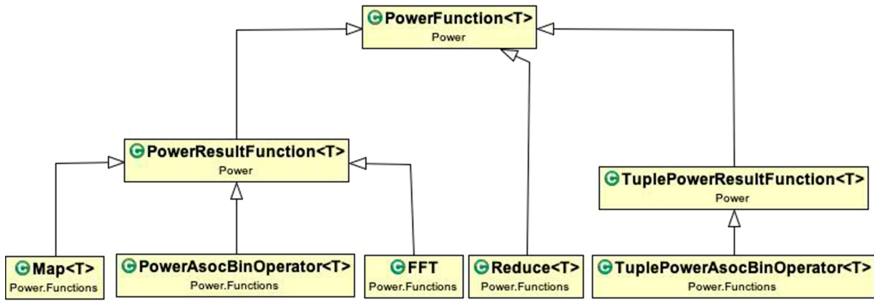 PowerFunction<T>
Power
PowerResultFunction<T>
Power
TuplePowerResultFunction<T>
Power
Map<T>
Power.Functions
PowerAsocBinOperator<T>
Power.Functions
FFT
Power.Functions
Reduce<T>
Power.Functions
TuplePowerAsocBinOperator<T>
Power.Functions